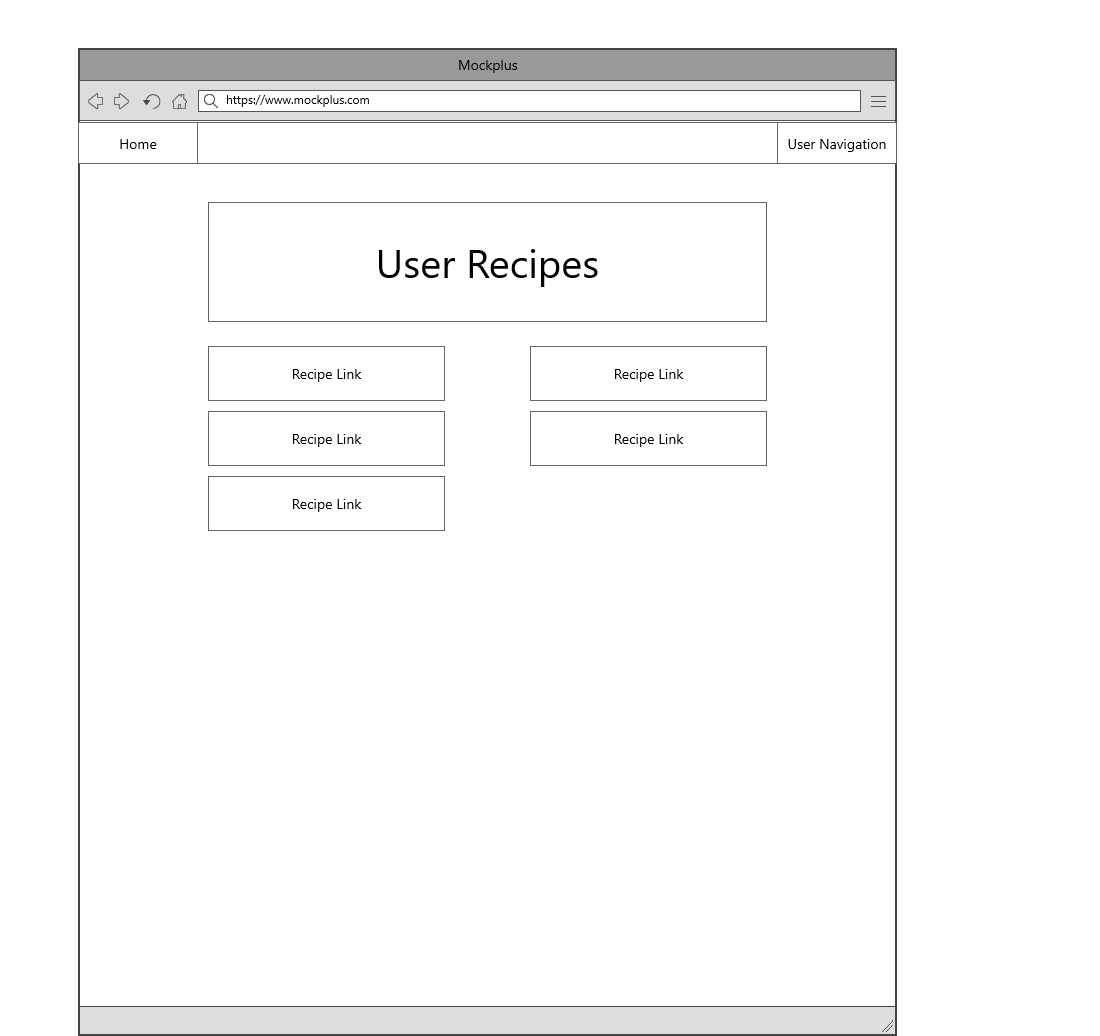 Mockplus
https://www.mockplus.com
Home
User Navigation
User Recipes
Recipe Link
Recipe Link
Recipe Link
Recipe Link
Recipe Link